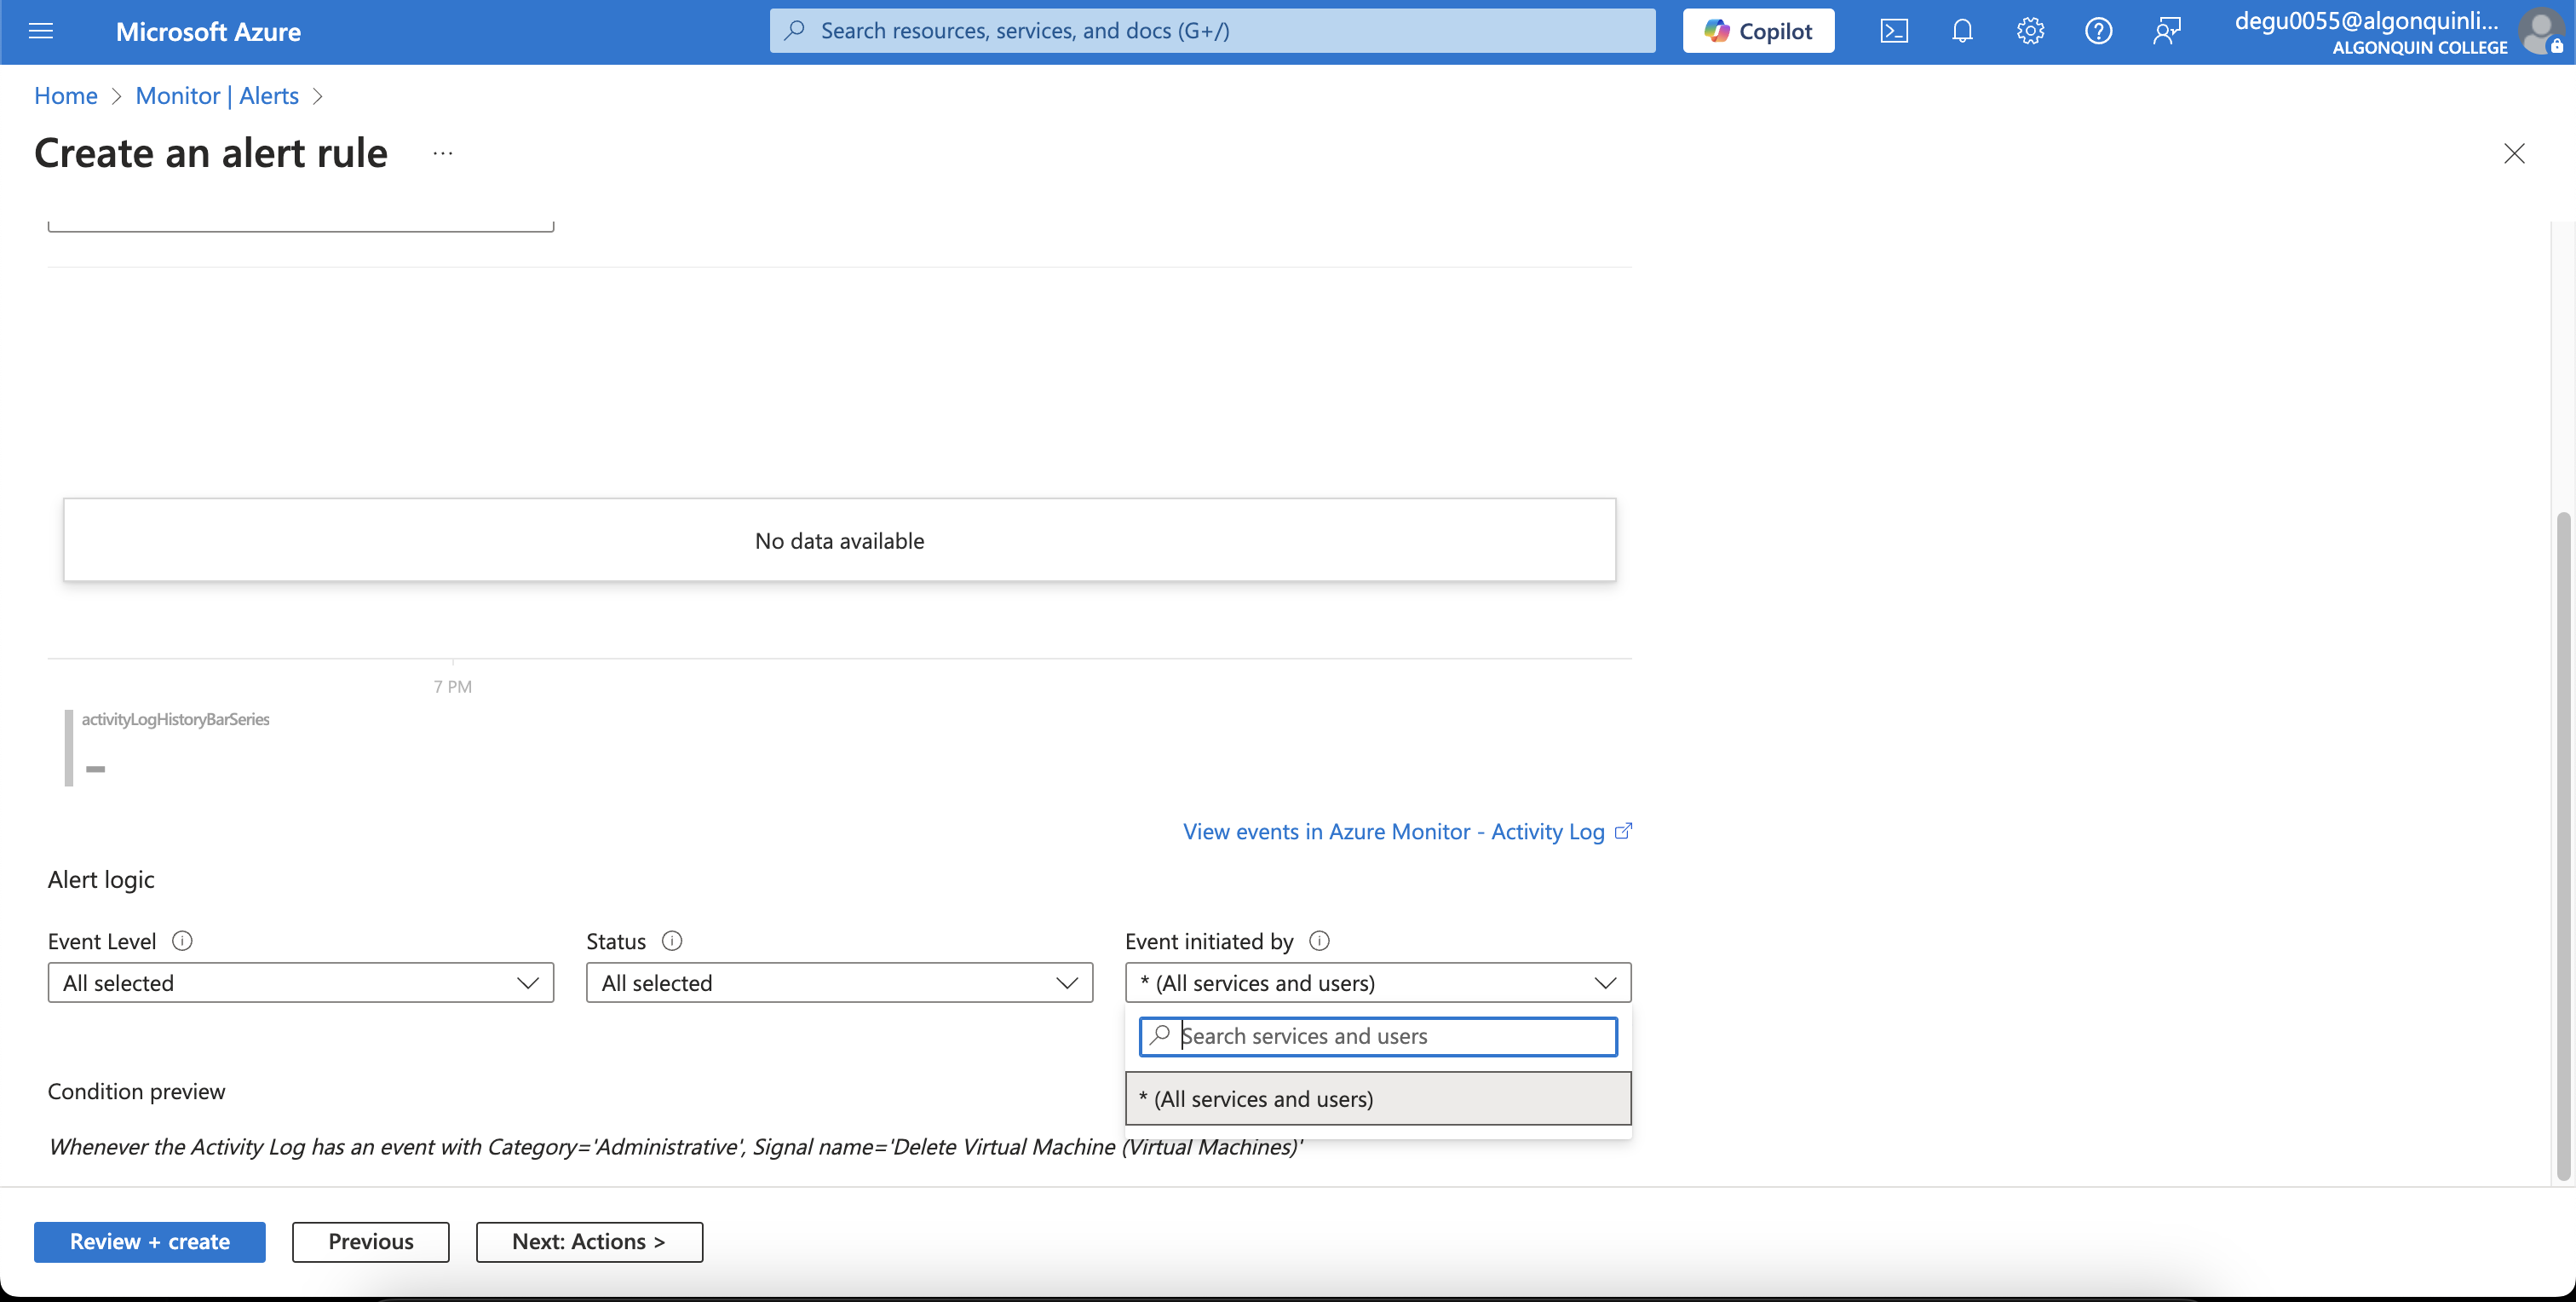 Microsoft Azure
Search resources, services, and docs (G+/)
Copilot
degu0055@algonquinli...
ALGONQUIN COLLEGE
Home > Monitor | Alerts >
Create an alert rule ...
No data available
7 PM
activityLogHistoryBarSeries
--
View events in Azure Monitor - Activity Log
Alert logic
Event Level
Status
Event initiated by
All selected
All selected
* (All services and users)
Search services and users
* (All services and users)
Condition preview
Whenever the Activity Log has an event with Category='Administrative', Signal name='Delete Virtual Machine (Virtual Machines)'
Review + create
Previous
Next: Actions >